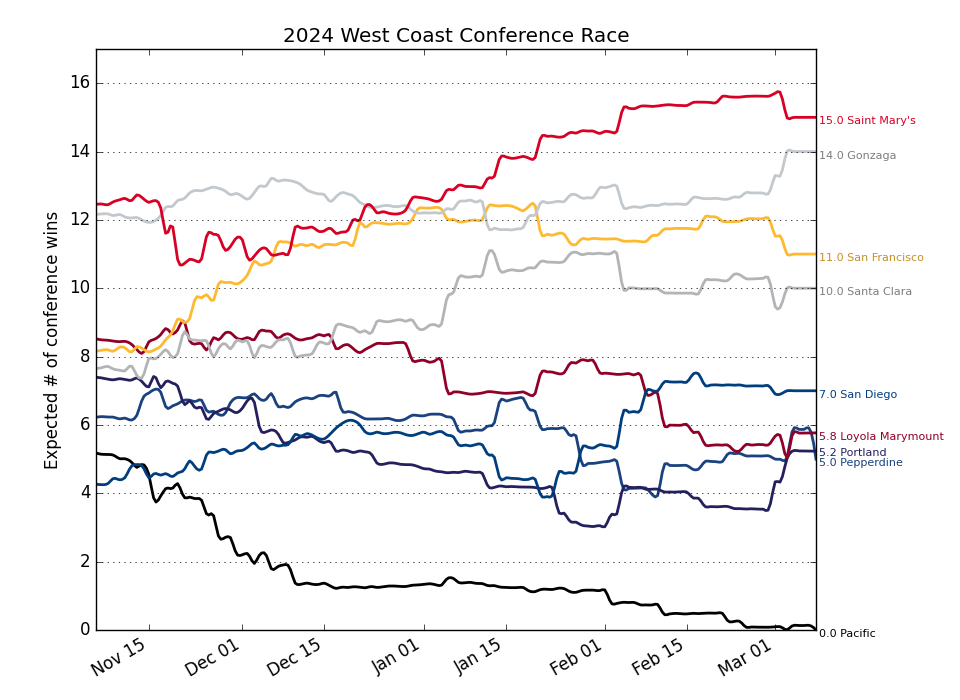 2024 West Coast Conference Race
Expected # of conference wins
16
14
12
10
8
6
4
2
0
15.0 Saint Mary's
14.0 Gonzaga
11.0 San Francisco
10.0 Santa Clara
7.0 San Diego
5.8 Loyola Marymount
5.2 Portland
5.0 Pepperdine
0.0 Pacific
Nov 15
Dec 01
Dec 15
Jan 01
Jan 15
Feb 01
Feb 15
Mar 01